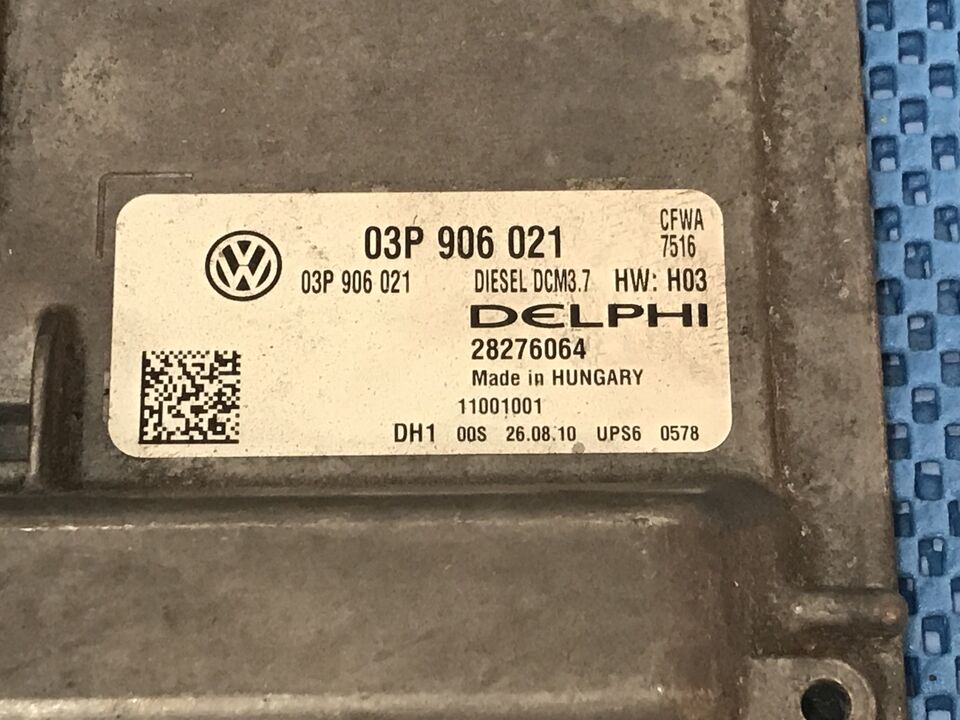 CFWA
03P 906 021 7516
03P 906 021 DIESEL DCM3.7 HW: H03
DELPHI
28276064
Made in HUNGARY
11001001
DH1 00S 26.08.10 UPS6 0578